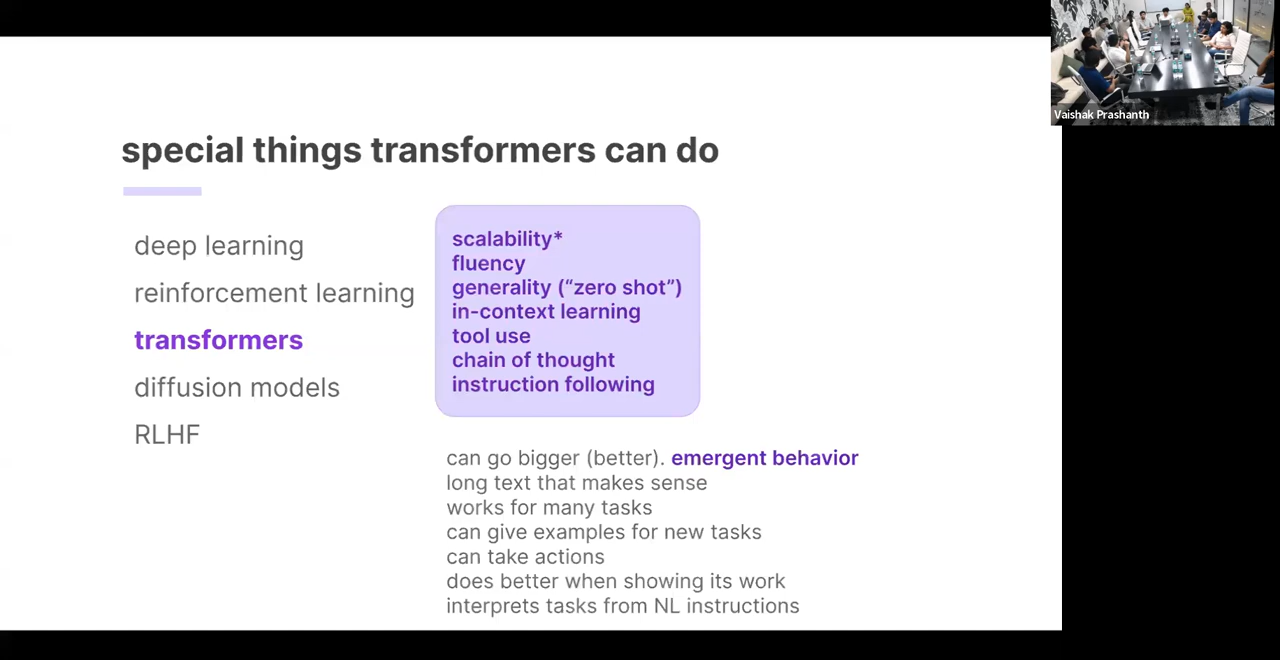 special things transformers can do
deep learning
reinforcement learning
transformers
diffusion models
RLHF
scalability*
fluency
generality (“zero shot”)
in-context learning
tool use
chain of thought
instruction following
can go bigger (better). emergent behavior
long text that makes sense
works for many tasks
can give examples for new tasks
can take actions
does better when showing its work
interprets tasks from NL instructions
Vaishak Prashanth